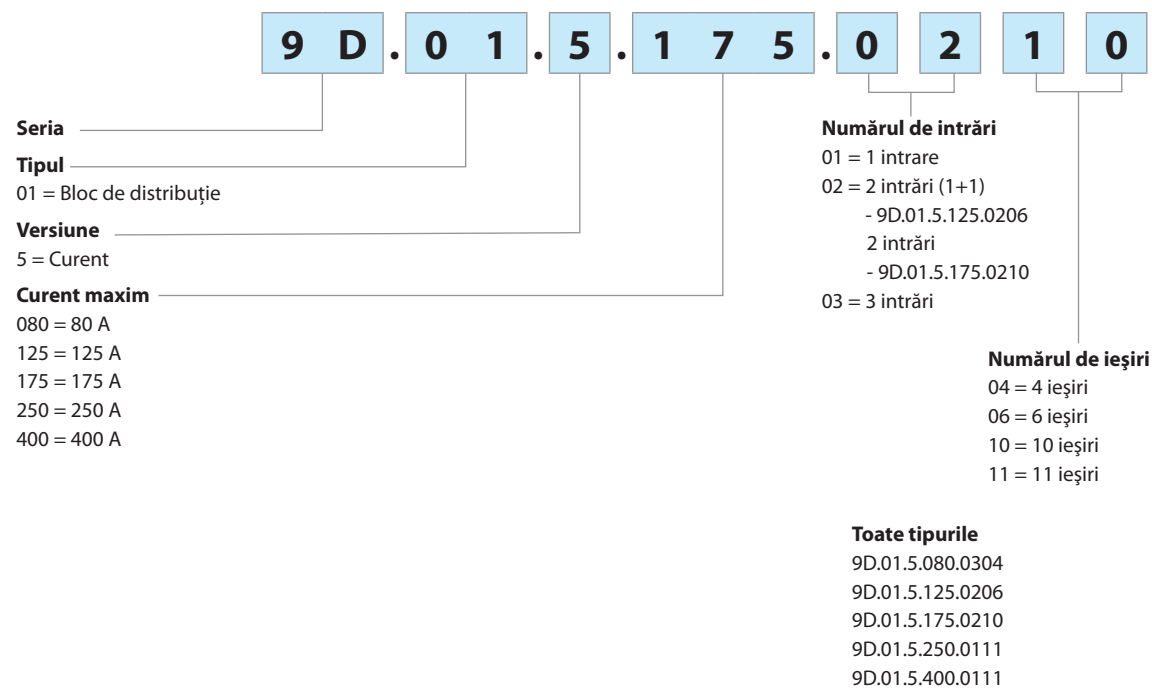 9 D . 0 1 . 5 . 1 7 5 . 0 2 1 0
Seria
Tipul
01 = Bloc de distribuție
Versiune
5 = Curent
Curent maxim
080 = 80 A
125 = 125 A
175 = 175 A
250 = 250 A
400 = 400 A
Numărul de intrări
01 = 1 intrare
02 = 2 intrări (1+1)
- 9D.01.5.125.0206
2 intrări
- 9D.01.5.175.0210
03 = 3 intrări
Numărul de ieşiri
04 = 4 ieşiri
06 = 6 ieşiri
10 = 10 ieşiri
11 = 11 ieşiri
Toate tipurile
9D.01.5.080.0304
9D.01.5.125.0206
9D.01.5.175.0210
9D.01.5.250.0111
9D.01.5.400.0111